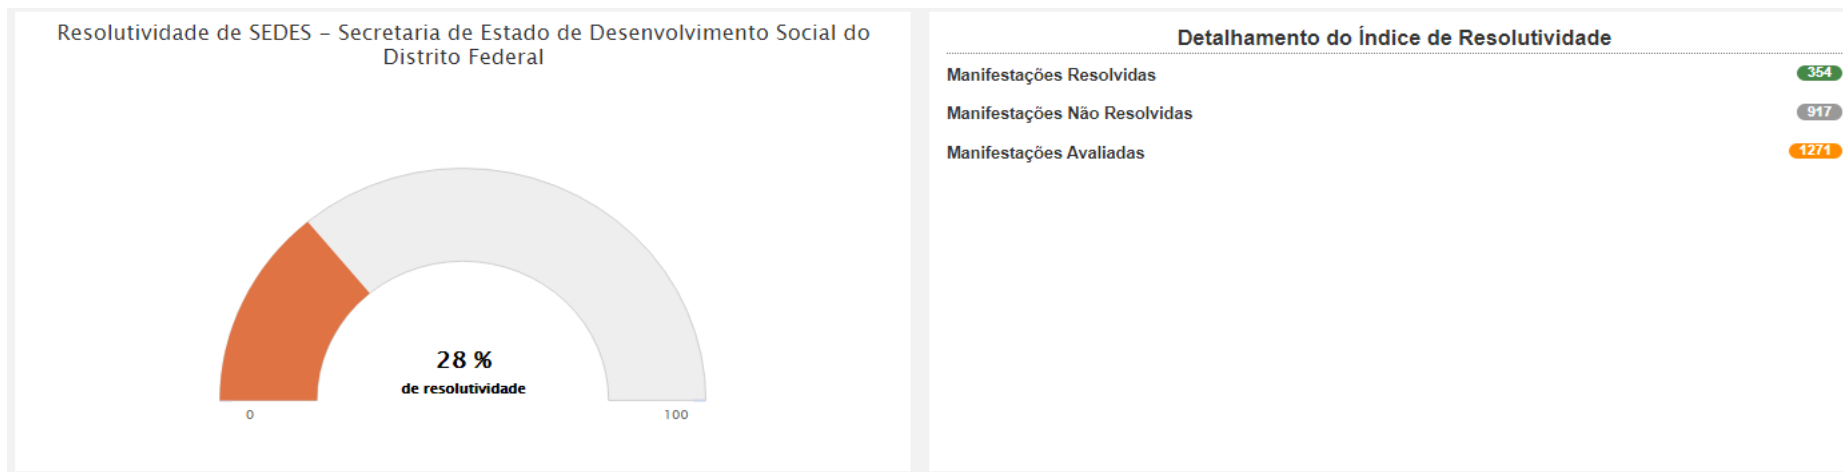 Resolutividade de SEDES – Secretaria de Estado de Desenvolvimento Social do
Distrito Federal
28 %
de resolutividade
0
100
Detalhamento do Índice de Resolutividade
Manifestações Resolvidas 354
Manifestações Não Resolvidas 917
Manifestações Avaliadas 1271